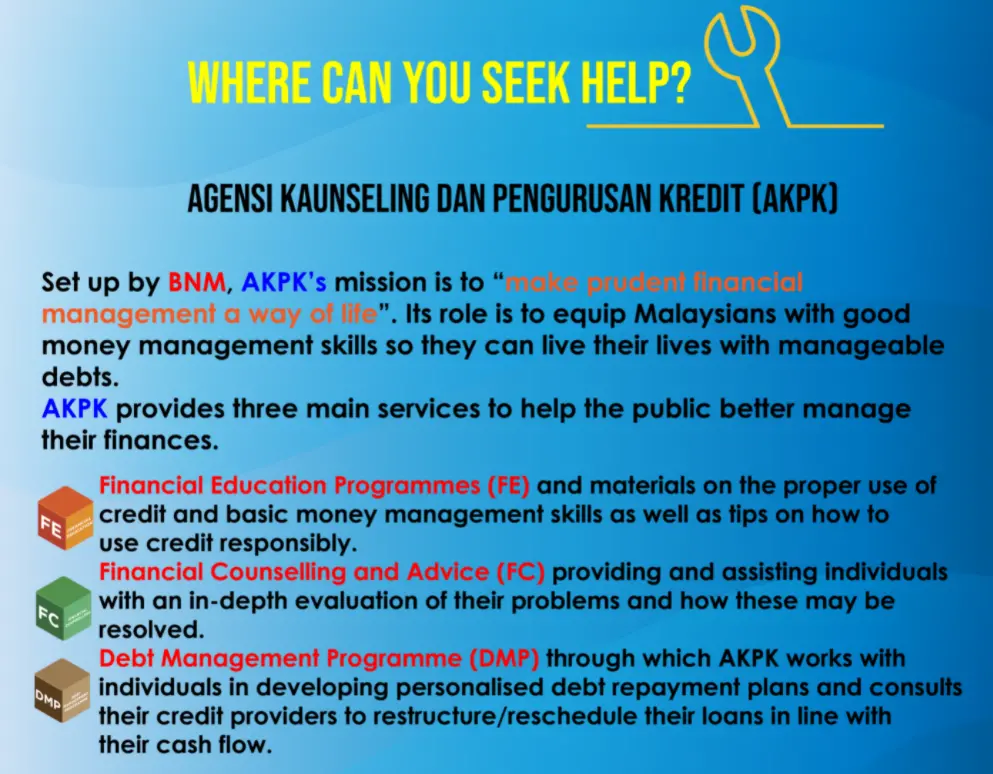 WHERE CAN YOU SEEK HELP?
AGENSI KAUNSELING DAN PENGURUSAN KREDIT (AKPK)
Set up by BNM, AKPK's mission is to “make prudent financial
management a way of life”. Its role is to equip Malaysians with good
money management skills so they can live their lives with manageable
debts.
AKPK provides three main services to help the public better manage
their finances.
FE
Financial Education Programmes (FE) and materials on the proper use of
credit and basic money management skills as well as tips on how to
use credit responsibly.
FC
Financial Counselling and Advice (FC) providing and assisting individuals
with an in-depth evaluation of their problems and how these may be
resolved.
DMP
Debt Management Programme (DMP) through which AKPK works with
individuals in developing personalised debt repayment plans and consults
their credit providers to restructure/reschedule their loans in line with
their cash flow.